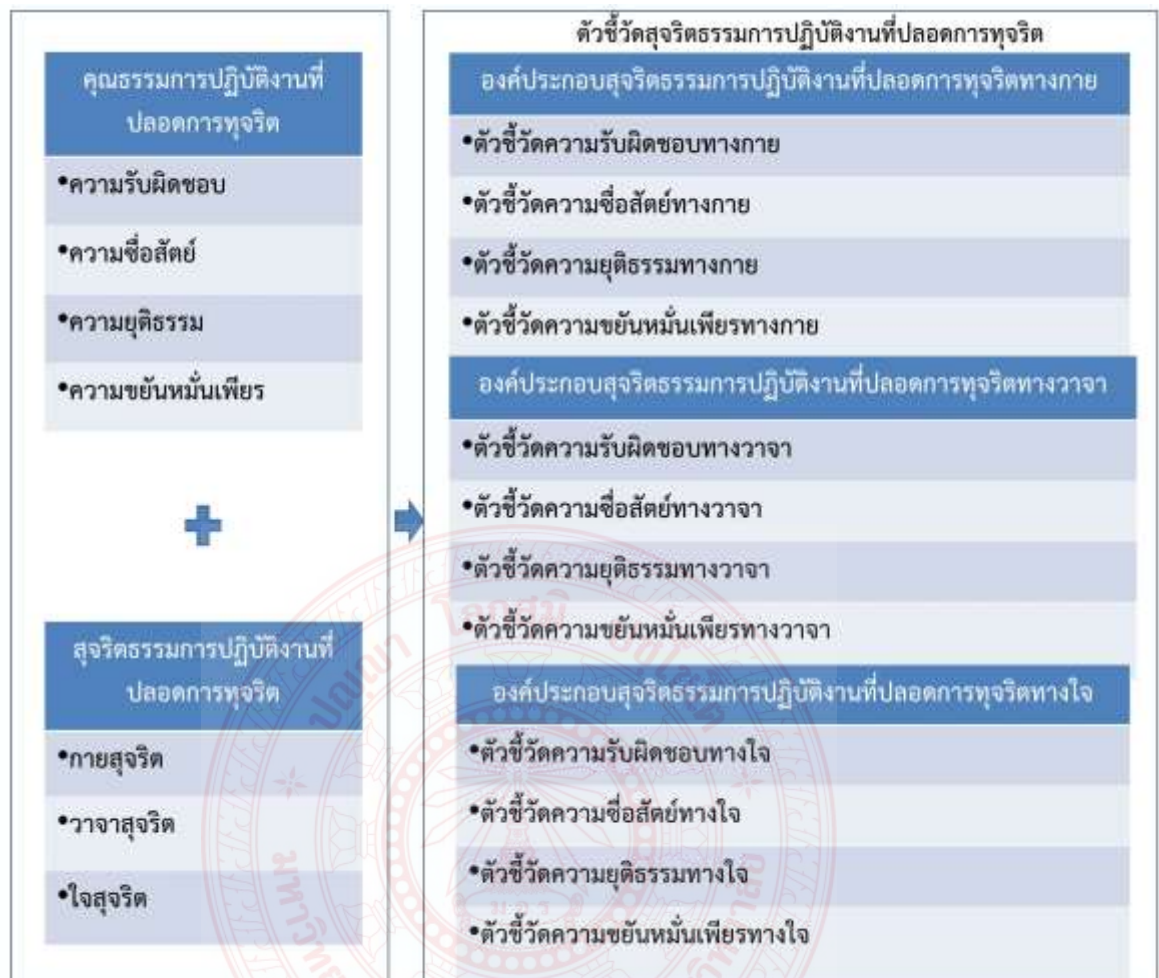 คุณธรรมการปฏิบัติงานที่
ปลอดการทุจริต
•ความรับผิดชอบ
•ความซื่อสัตย์
•ความยุติธรรม
•ความขยันหมั่นเพียร
สุจริตธรรมการปฏิบัติงานที่
ปลอดการทุจริต
•กายสุจริต
•วาจาสุจริต
•ใจสุจริต
ตัวชี้วัดสุจริตธรรมการปฏิบัติงานที่ปลอดการทุจริต
องค์ประกอบสุจริตธรรมการปฏิบัติงานที่ปลอดการทุจริตทางกาย
•ตัวชี้วัดความรับผิดชอบทางกาย
•ตัวชี้วัดความซื่อสัตย์ทางกาย
•ตัวชี้วัดความยุติธรรมทางกาย
•ตัวชี้วัดความขยันหมั่นเพียรทางกาย
องค์ประกอบสุจริตธรรมการปฏิบัติงานที่ปลอดการทุจริตทางวาจา
•ตัวชี้วัดความรับผิดชอบทางวาจา
•ตัวชี้วัดความซื่อสัตย์ทางวาจา
•ตัวชี้วัดความยุติธรรมทางวาจา
•ตัวชี้วัดความขยันหมั่นเพียรทางวาจา
องค์ประกอบสุจริตธรรมการปฏิบัติงานที่ปลอดการทุจริตทางใจ
•ตัวชี้วัดความรับผิดชอบทางใจ
•ตัวชี้วัดความซื่อสัตย์ทางใจ
•ตัวชี้วัดความยุติธรรมทางใจ
•ตัวชี้วัดความขยันหมั่นเพียรทางใจ